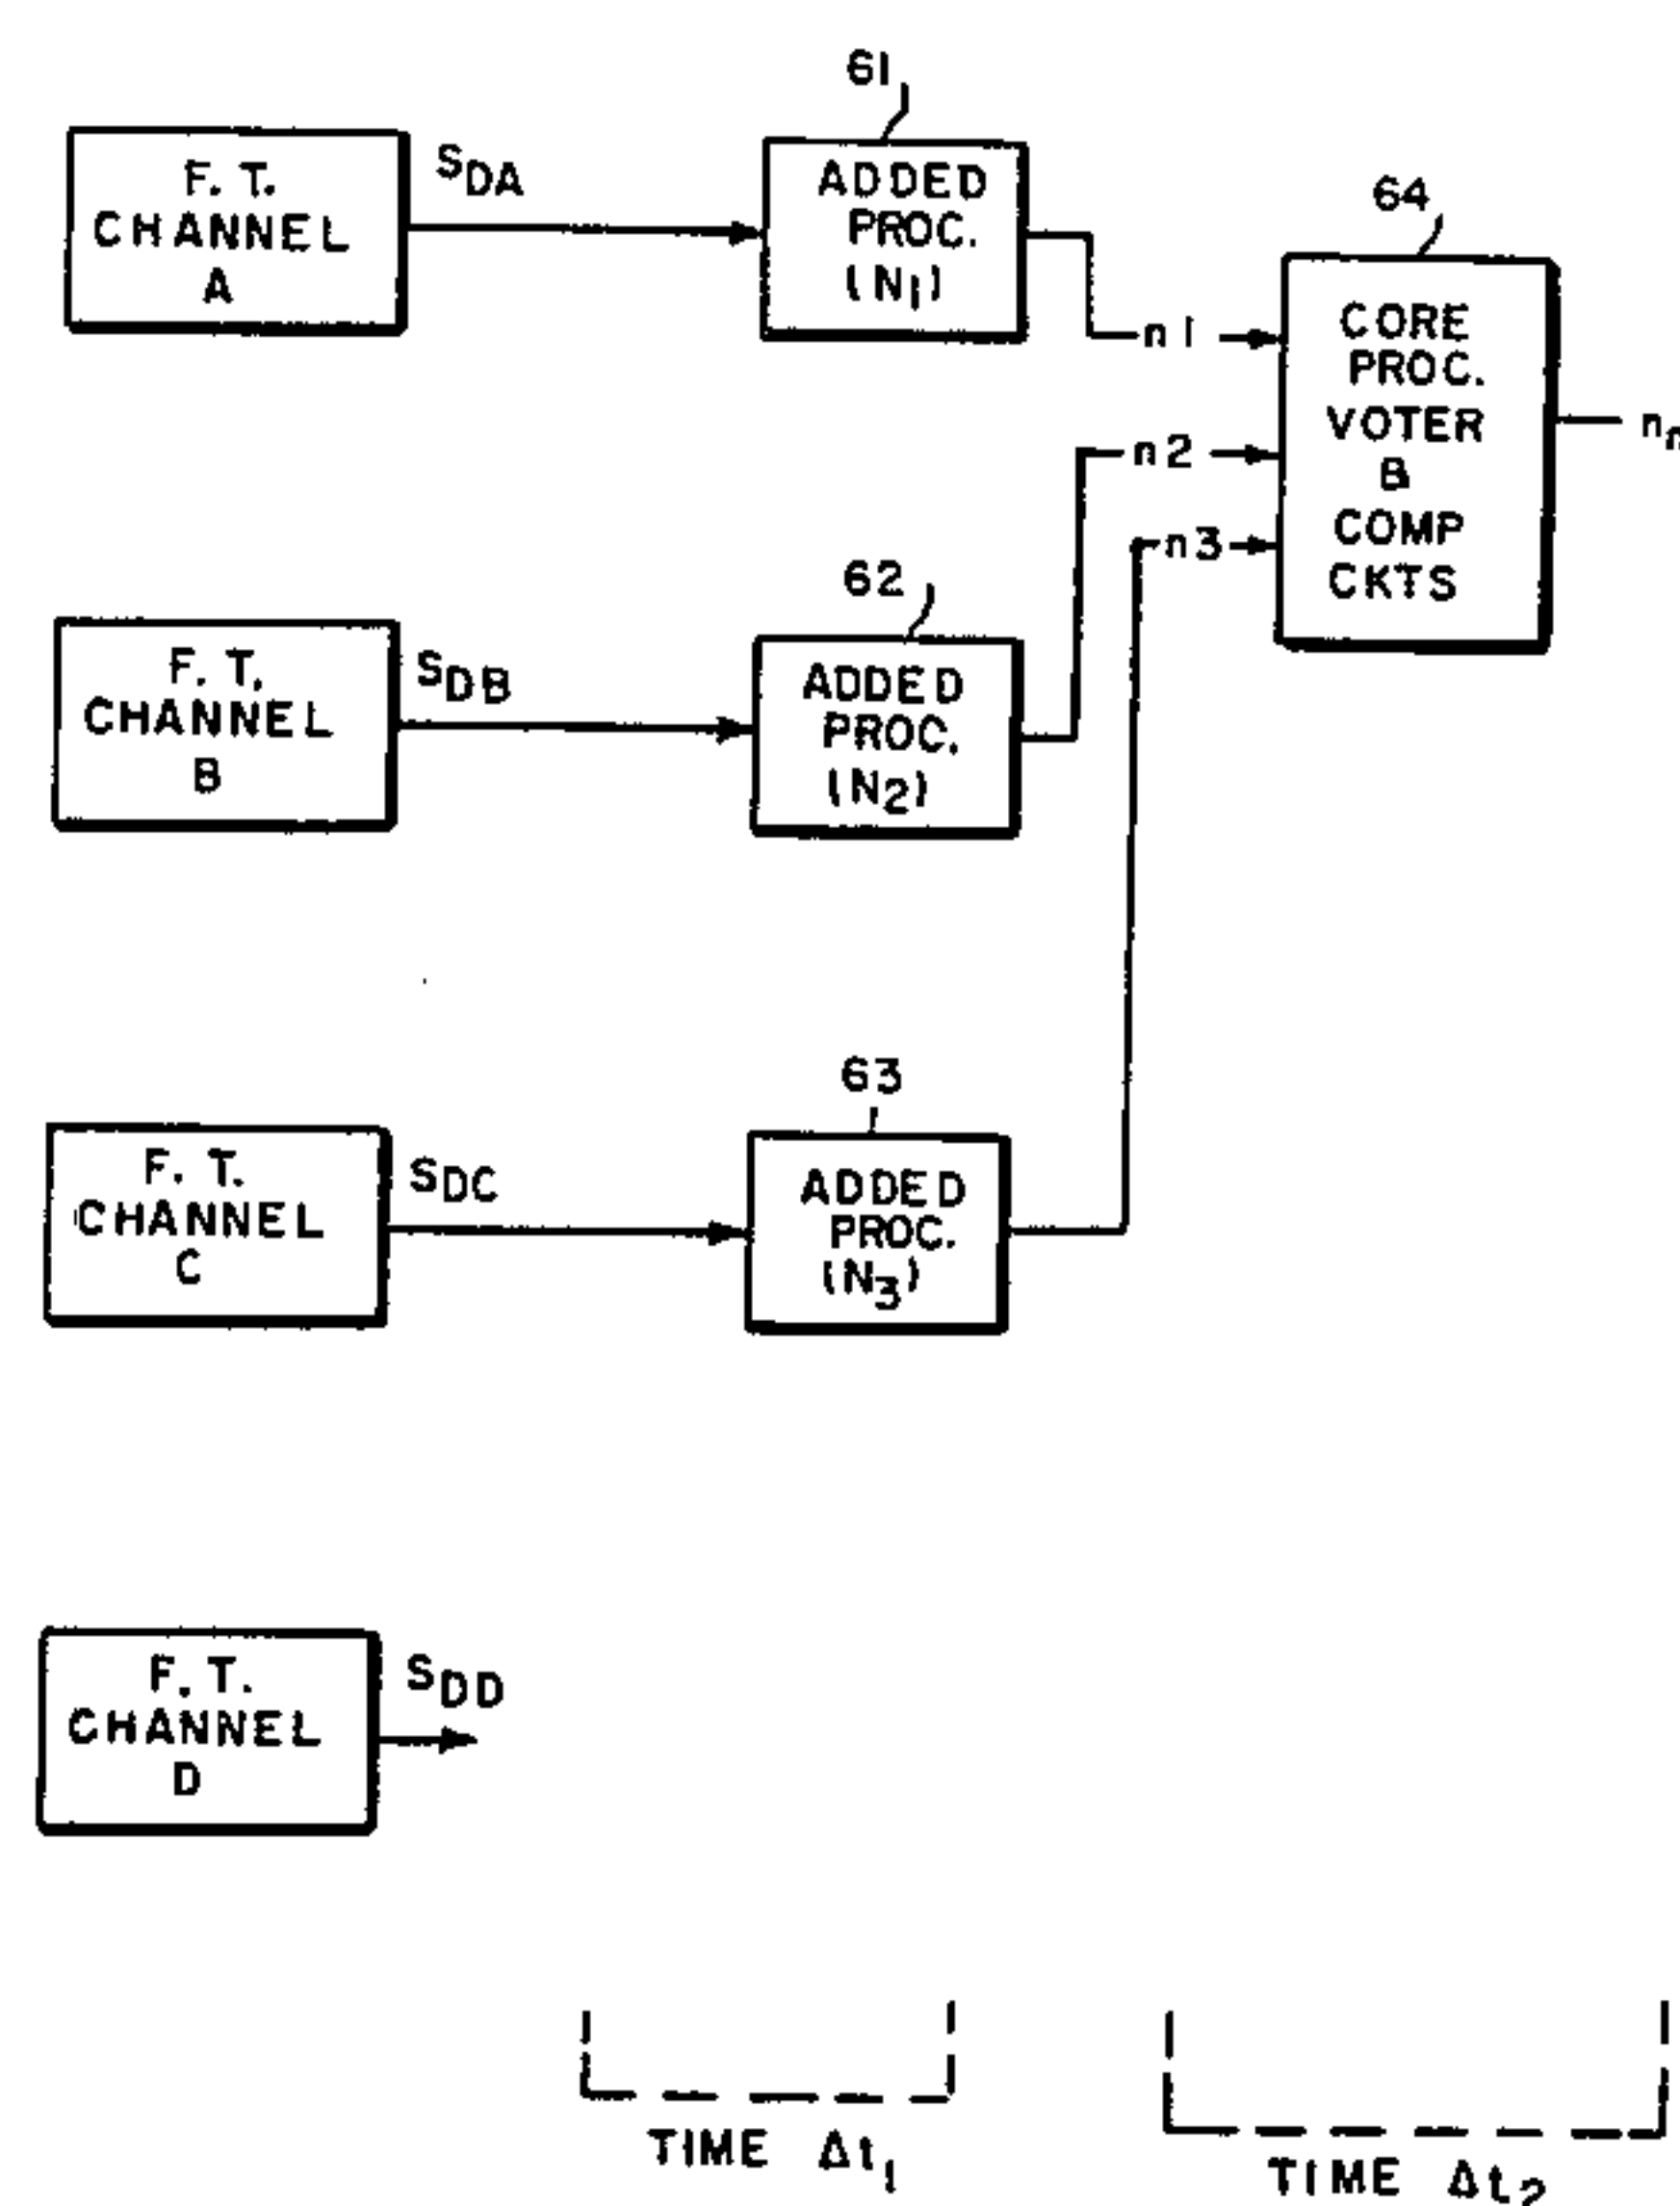 61
F. T.
CHANNEL
A
SDA
ADDED
PROC.
(N1)
64
n1
CORE
PROC.
VOTER
B
COMP
CKTS
n2
n3
62
F. T.
CHANNEL
B
SDB
ADDED
PROC.
(N2)
63
F. T.
CHANNEL
C
SDC
ADDED
PROC.
(N3)
F. T.
CHANNEL
D
SDD
TIME Δt1
TIME Δt2